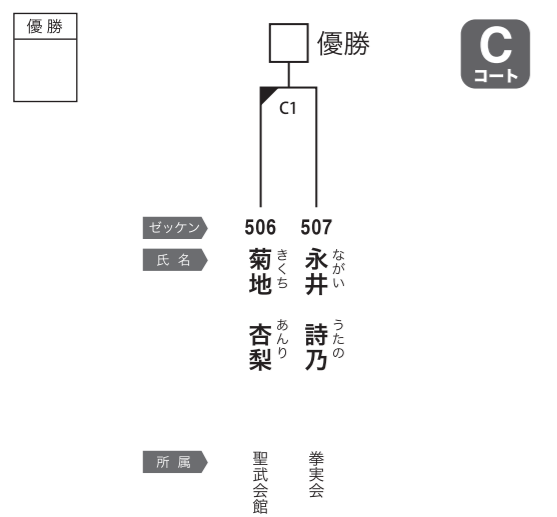 優勝
優勝
C
コート
C1
ゼッケン
506
507
氏名
菊地 杏梨
きくち あんり
永井 詩乃
ながい うたの
所属
聖武会館
拳実会